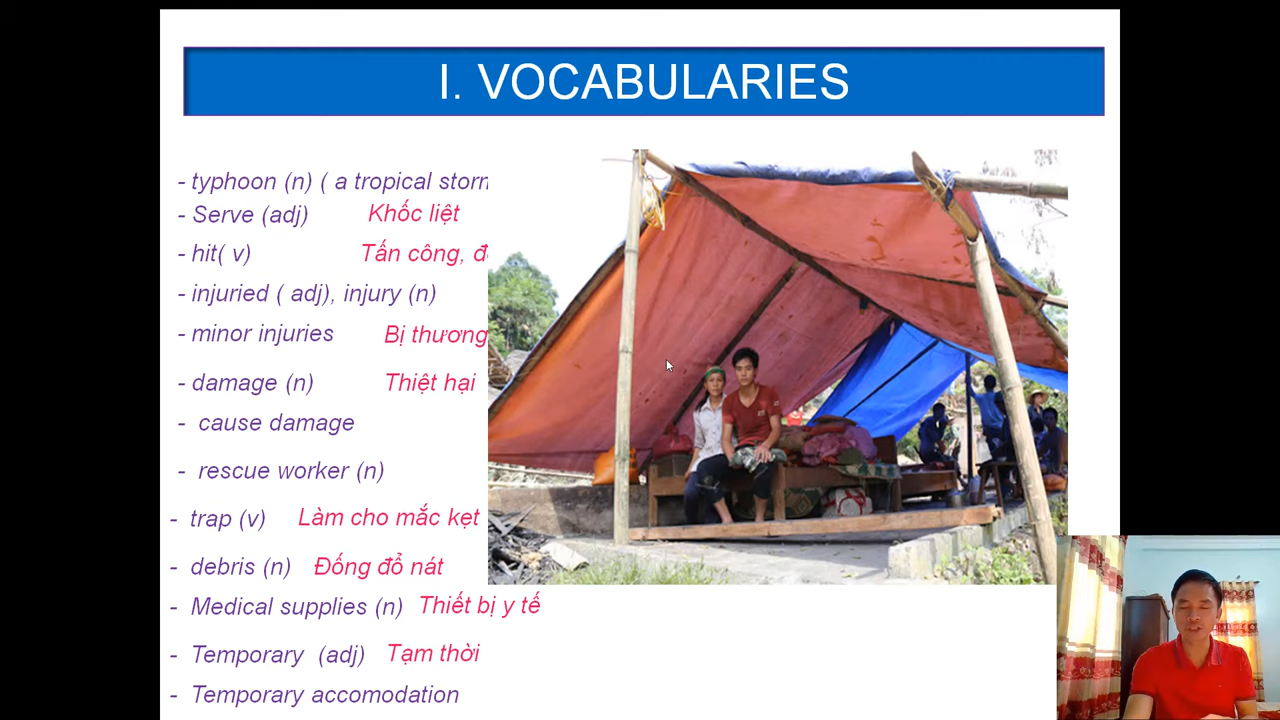 I. VOCABULARIES
- typhoon (n) ( a tropical storm
- Serve (adj) Khốc liệt
- hit( v) Tấn công,
- injuried ( adj), injury (n)
- minor injuries Bị thương
- damage (n) Thiệt hại
- cause damage
- rescue worker (n)
- trap (v) Làm cho mắc kẹt
- debris (n) Đống đổ nát
- Medical supplies (n) Thiết bị y tế
- Temporary (adj) Tạm thời
- Temporary accomodation